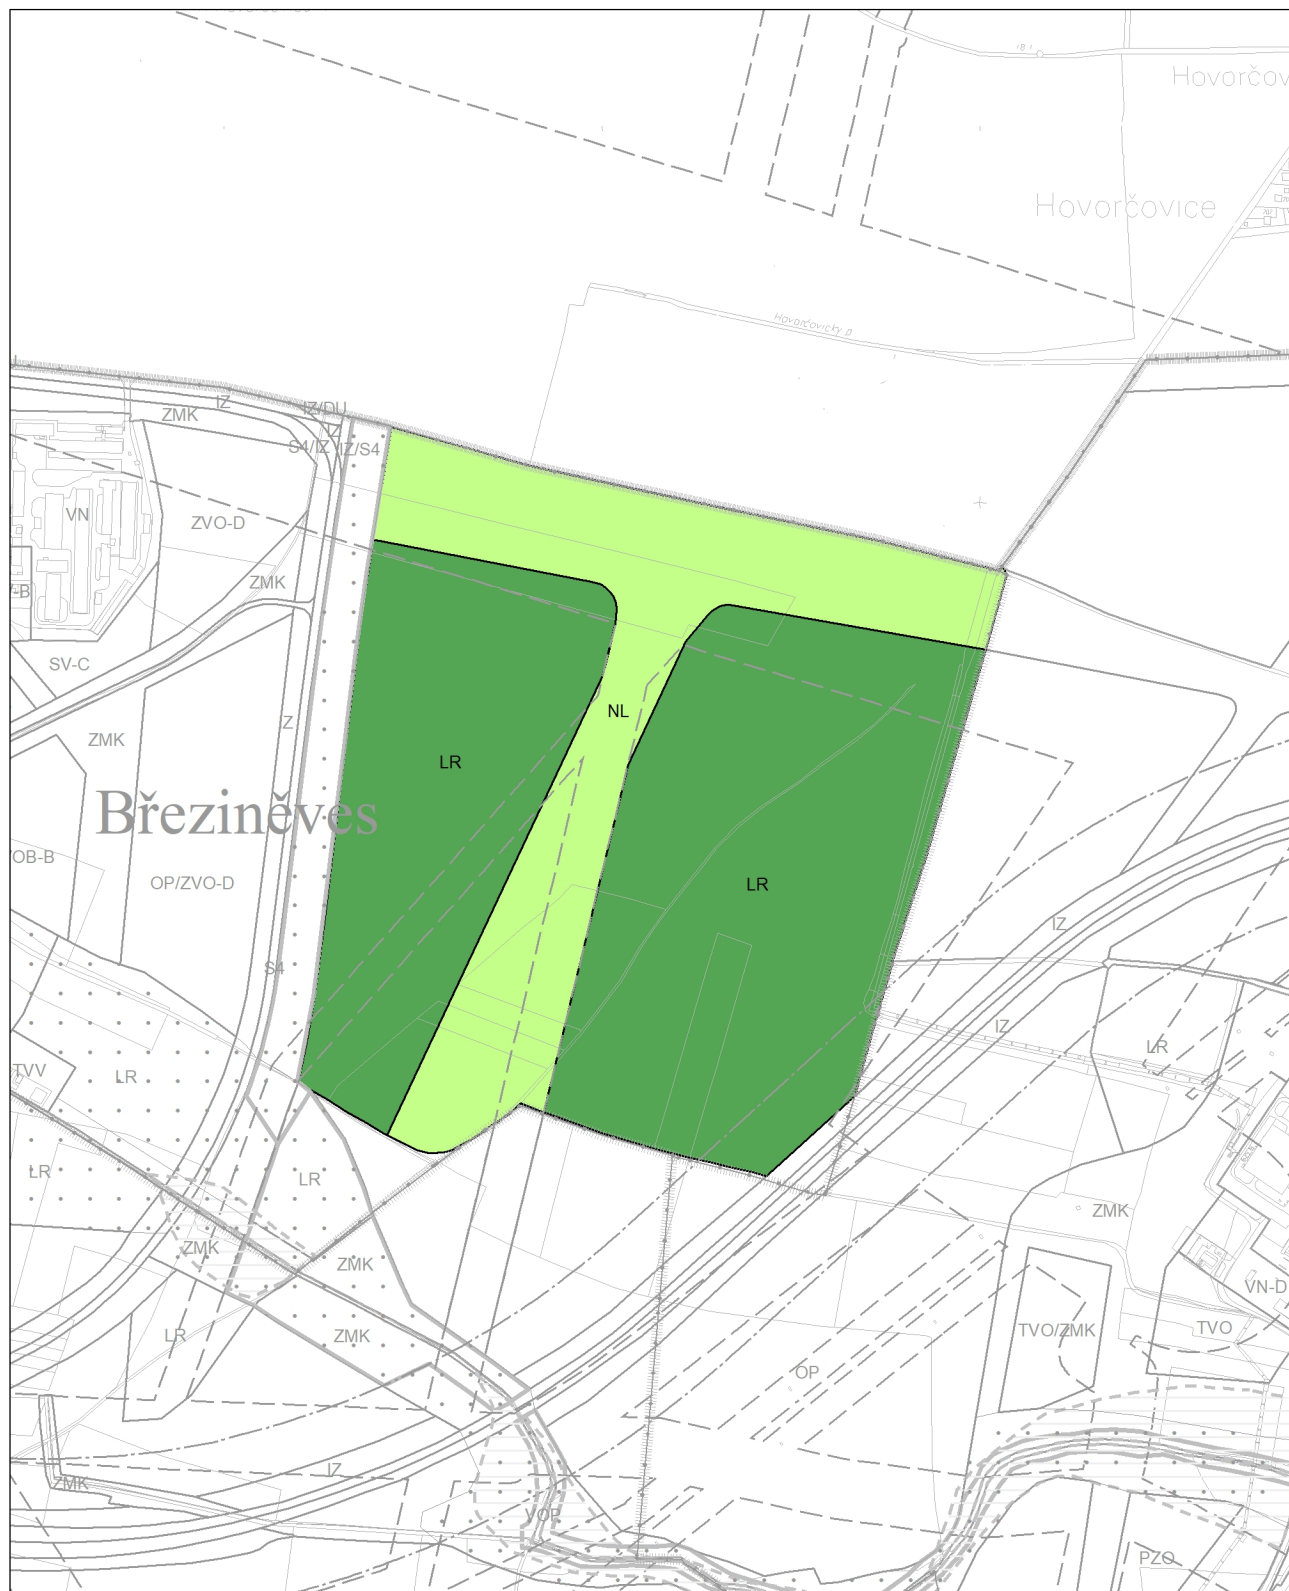 Hovorčov
Hovorčovice
Hovorčovický p
IZ
ZMK
IZ/DU
IZ
S4/IZ
IZ/S4
VN
ZVO-D
ZMK
SV-C
NL
IZ
ZMK
LR
Březiněves
OB-B
OP/ZVO-D
LR
IZ
S4
IZ
LR
TVV
LR
LR
LR
ZMK
ZMK
ZMK
VN-D
LR
ZMK
TVO/ZMK
TVO
OP
IZ
ZMK
VOP
PZO